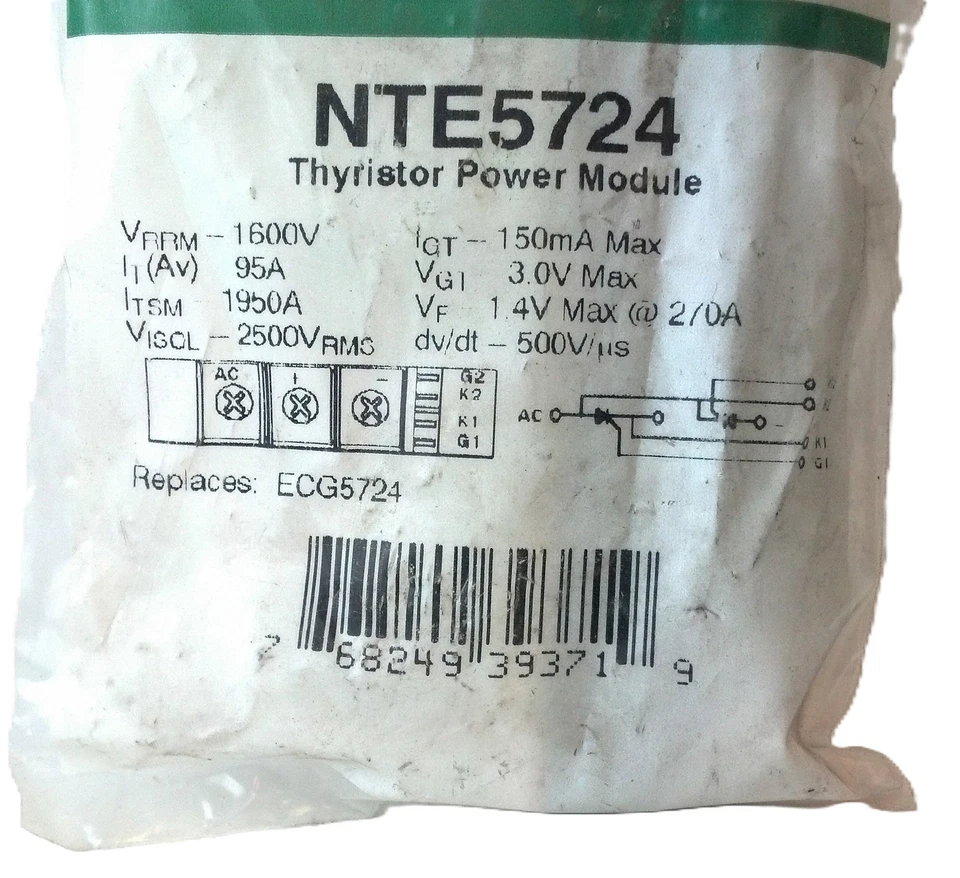 NTE5724
Thyristor Power Module
VRRM – 1600V
IT(Av) 95A
ITSM 1950A
VISOL – 2500VRMS
IGT – 150mA Max
VGT 3.0V Max
VF 1.4V Max @ 270A
dv/dt – 500V/µs
AC + -
G2
K2
K1
G1
AC
-
K1
G1
Replaces: ECG5724
7 68249 39371 9